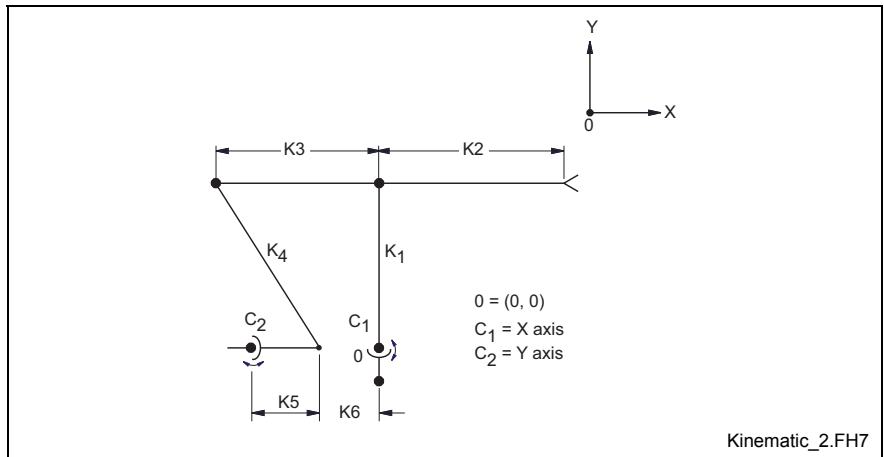 Y
X
0
K3
K2
K4
K1
0 = (0, 0)
C1 = X axis
C2 = Y axis
C2
C1
0
K5
K6
Kinematic_2.FH7